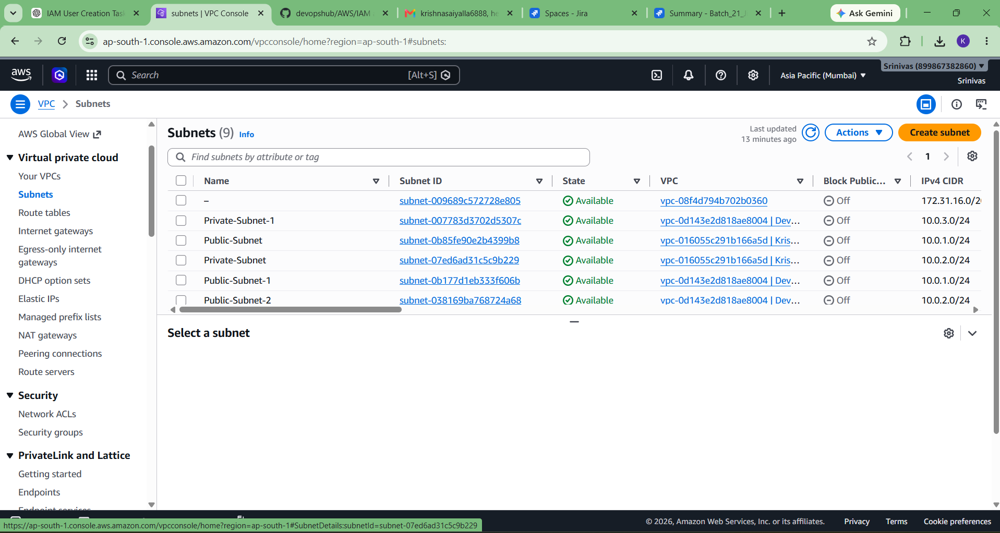 IAM User Creation Tas
subnets | VPC Console
devopshub/AWS/IAM
krishnasaiyalla6888, he
Spaces - Jira
Summary - Batch_21_J
Ask Gemini
ap-south-1.console.aws.amazon.com/vpcconsole/home?region=ap-south-1#subnets:
K
aws
Search
[Alt+S]
Asia Pacific (Mumbai)
Srinivas (899867382860)
Srinivas
VPC
Subnets
AWS Global View
Virtual private cloud
Your VPCs
Subnets
Route tables
Internet gateways
Egress-only internet
gateways
DHCP option sets
Elastic IPs
Managed prefix lists
NAT gateways
Peering connections
Route servers
Security
Network ACLs
Security groups
PrivateLink and Lattice
Getting started
Endpoints
Endpoint services
Subnets (9) Info
Last updated
13 minutes ago
Actions
Create subnet
Find subnets by attribute or tag
1
Name Subnet ID State VPC Block Public... IPv4 CIDR
– subnet-009689c572728e805 Available vpc-08f4d794b702b0360 Off 172.31.16.0/20
Private-Subnet-1 subnet-007783d3702d5307c Available vpc-0d143e2d818ae8004 | Dev... Off 10.0.3.0/24
Public-Subnet subnet-0b85fe90e2b4399b8 Available vpc-016055c291b166a5d | Kris... Off 10.0.1.0/24
Private-Subnet subnet-07ed6ad31c5c9b229 Available vpc-016055c291b166a5d | Kris... Off 10.0.2.0/24
Public-Subnet-1 subnet-0b177d1eb333f606b Available vpc-0d143e2d818ae8004 | Dev... Off 10.0.1.0/24
Public-Subnet-2 subnet-038169ba768724a68 Available vpc-0d143e2d818ae8004 | Dev... Off 10.0.2.0/24
Select a subnet
https://ap-south-1.console.aws.amazon.com/vpcconsole/home?region=ap-south-1#SubnetDetails:subnetId=subnet-07ed6ad31c5c9b229
© 2026, Amazon Web Services, Inc. or its affiliates.
Privacy
Terms
Cookie preferences